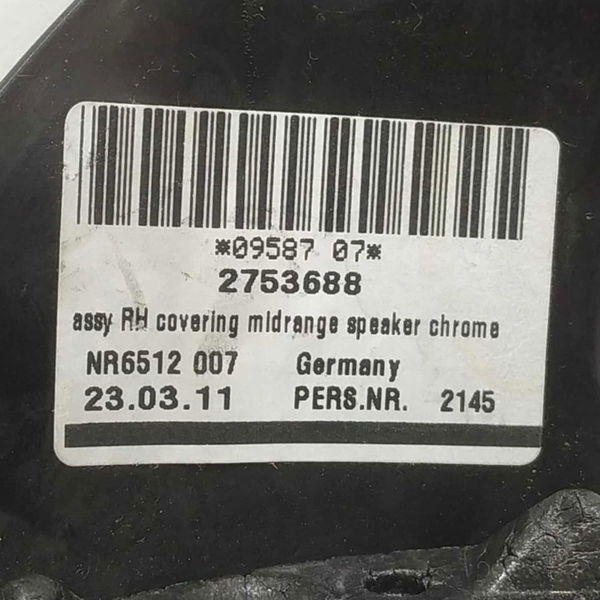 *09587 07*
2753688
assy RH covering midrange speaker chrome
NR6512 007 Germany
23.03.11 PERS.NR. 2145